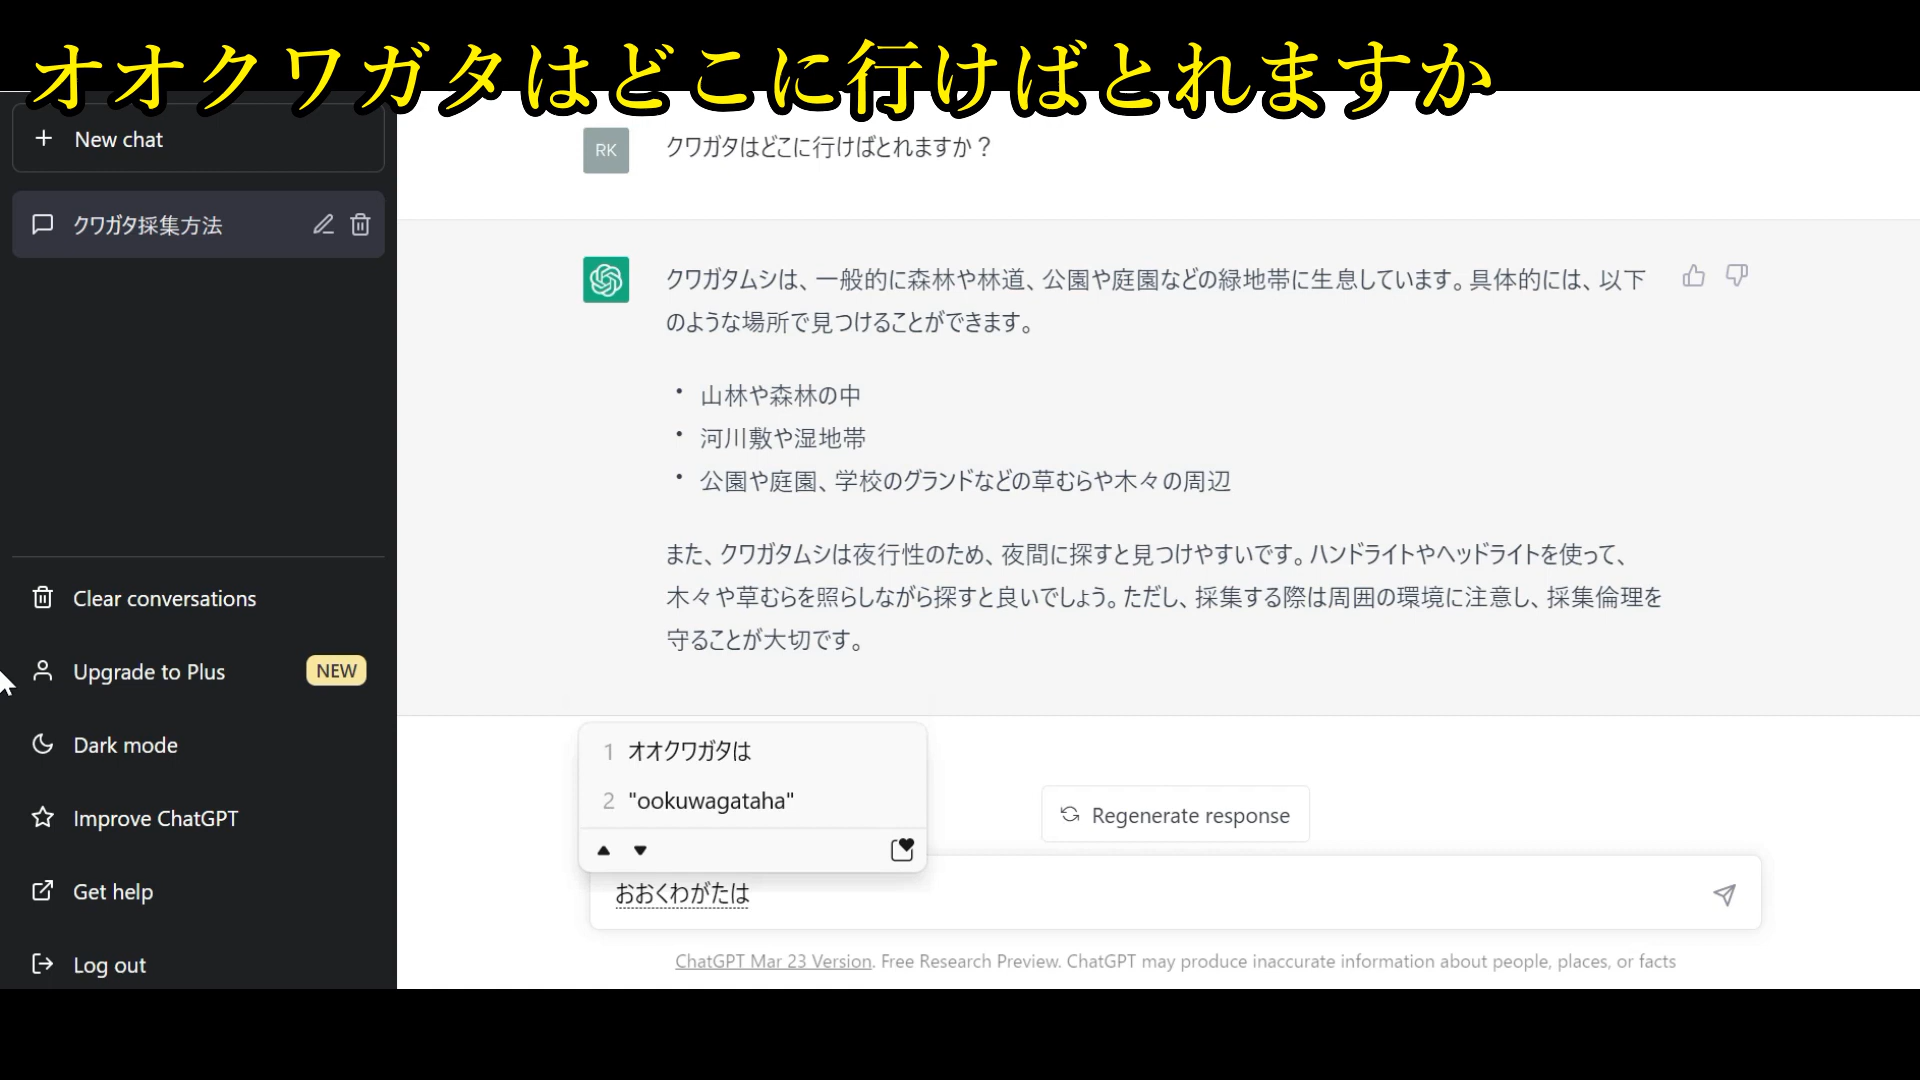 オオクワガタはどこに行けばとれますか
New chat
クワガタ採集方法
Clear conversations
Upgrade to Plus
NEW
Dark mode
Improve ChatGPT
Get help
Log out
RK
クワガタはどこに行けばとれますか？
クワガタムシは、一般的に森林や林道、公園や庭園などの緑地帯に生息しています。具体的には、以下
のような場所で見つけることができます。
・ 山林や森林の中
・ 河川敷や湿地帯
・ 公園や庭園、学校のグランドなどの草むらや木々の周辺
また、クワガタムシは夜行性のため、夜間に探すと見つけやすいです。ハンドライトやヘッドライトを使って、
木々や草むらを照らしながら探すと良いでしょう。ただし、採集する際は周囲の環境に注意し、採集倫理を
守ることが大切です。
1 オオクワガタは
2 "ookuwagataha"
Regenerate response
おおくわがたは
ChatGPT Mar 23 Version. Free Research Preview. ChatGPT may produce inaccurate information about people, places, or facts